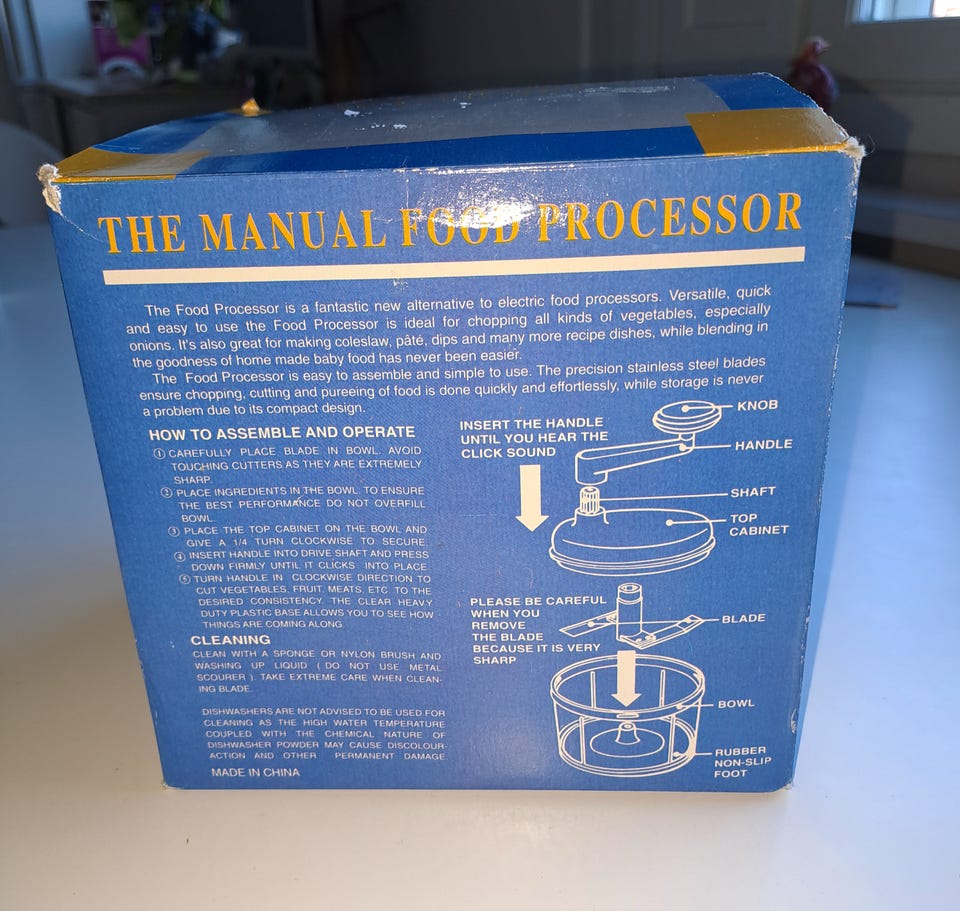 THE MANUAL FOOD PROCESSOR
The Food Processor is a fantastic new alternative to electric food processors. Versatile, quick
and easy to use the Food Processor is ideal for chopping all kinds of vegetables, especially
onions. It's also great for making coleslaw, pâté, dips and many more recipe dishes, while blending in
the goodness of home made baby food has never been easier.
The Food Processor is easy to assemble and simple to use. The precision stainless steel blades
ensure chopping, cutting and pureeing of food is done quickly and effortlessly, while storage is never
a problem due to its compact design.
HOW TO ASSEMBLE AND OPERATE
① CAREFULLY PLACE BLADE IN BOWL. AVOID
TOUCHING CUTTERS AS THEY ARE EXTREMELY
SHARP.
② PLACE INGREDIENTS IN THE BOWL. TO ENSURE
THE BEST PERFORMANCE DO NOT OVERFILL
BOWL.
③ PLACE THE TOP CABINET ON THE BOWL AND
GIVE A 1/4 TURN CLOCKWISE TO SECURE.
④ INSERT HANDLE INTO DRIVE SHAFT AND PRESS
DOWN FIRMLY UNTIL IT CLICKS INTO PLACE.
⑤ TURN HANDLE IN CLOCKWISE DIRECTION TO
CUT VEGETABLES, FRUIT, MEATS, ETC. TO THE
DESIRED CONSISTENCY. THE CLEAR HEAVY
DUTY PLASTIC BASE ALLOWS YOU TO SEE HOW
THINGS ARE COMING ALONG.
CLEANING
CLEAN WITH A SPONGE OR NYLON BRUSH AND
WASHING UP LIQUID ( DO NOT USE METAL
SCOURER ). TAKE EXTREME CARE WHEN CLEAN-
ING BLADE.
DISHWASHERS ARE NOT ADVISED TO BE USED FOR
CLEANING AS THE HIGH WATER TEMPERATURE
COUPLED WITH THE CHEMICAL NATURE OF
DISHWASHER POWDER MAY CAUSE DISCOLOUR-
ACTION AND OTHER PERMANENT DAMAGE.
MADE IN CHINA
INSERT THE HANDLE
UNTIL YOU HEAR THE
CLICK SOUND
KNOB
HANDLE
SHAFT
TOP
CABINET
PLEASE BE CAREFUL
WHEN YOU
REMOVE
THE BLADE
BECAUSE IT IS VERY
SHARP
BLADE
BOWL
RUBBER
NON-SLIP
FOOT